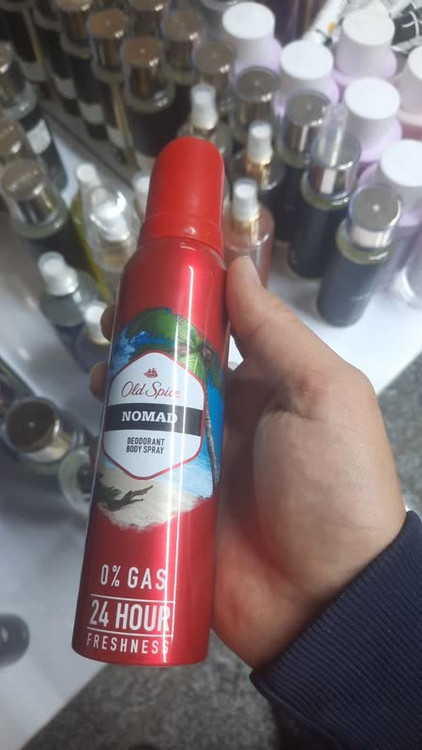 Old Spice
NOMAD
DEODORANT
BODY SPRAY
0% GAS
24 HOUR
FRESHNESS